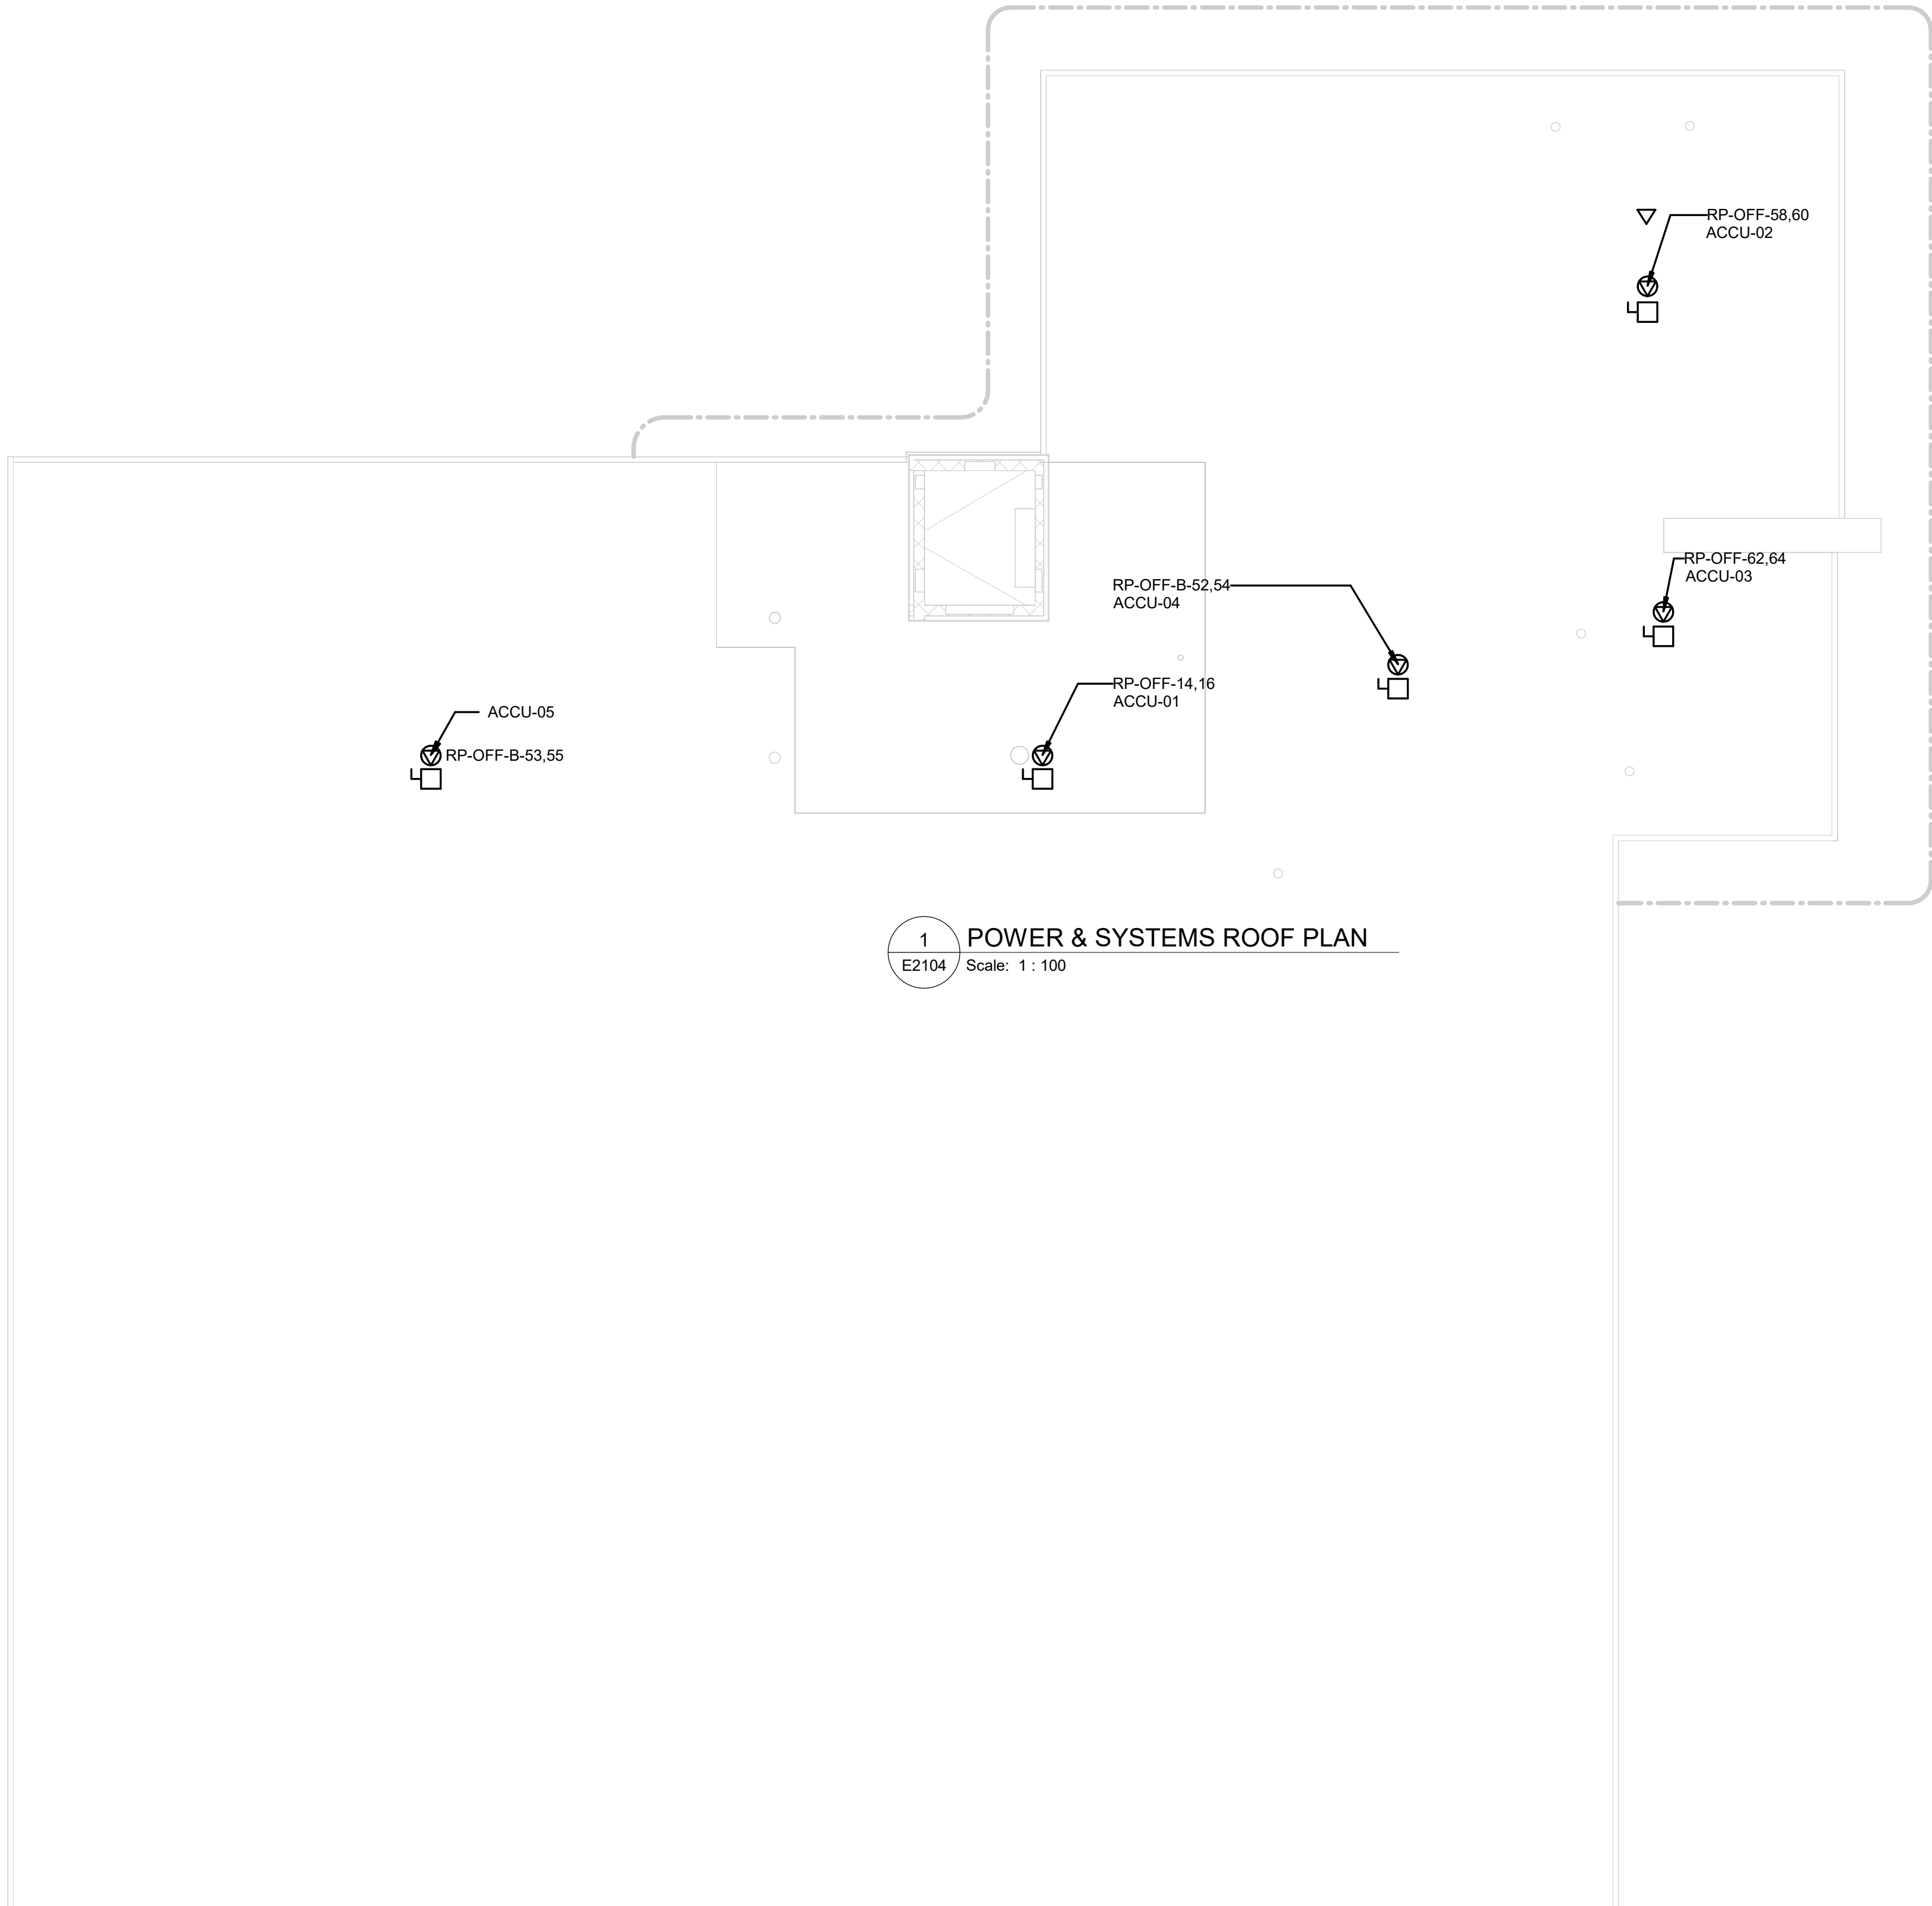 RP-OFF-58,60
ACCU-02
RP-OFF-62,64
ACCU-03
RP-OFF-B-52,54
ACCU-04
RP-OFF-14,16
ACCU-01
ACCU-05
RP-OFF-B-53,55
1
POWER & SYSTEMS ROOF PLAN
E2104
Scale: 1 : 100